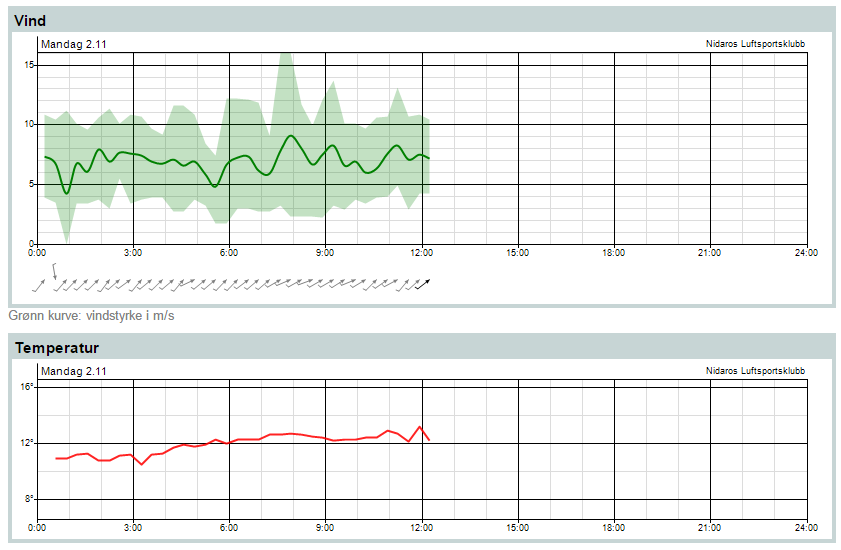 Vind
Mandag 2.11 Nidaros Luftsportsklubb
15
10
5
0
0:00 3:00 6:00 9:00 12:00 15:00 18:00 21:00 24:00
Grønn kurve: vindstyrke i m/s
Temperatur
Mandag 2.11 Nidaros Luftsportsklubb
16°
12°
8°
0:00 3:00 6:00 9:00 12:00 15:00 18:00 21:00 24:00